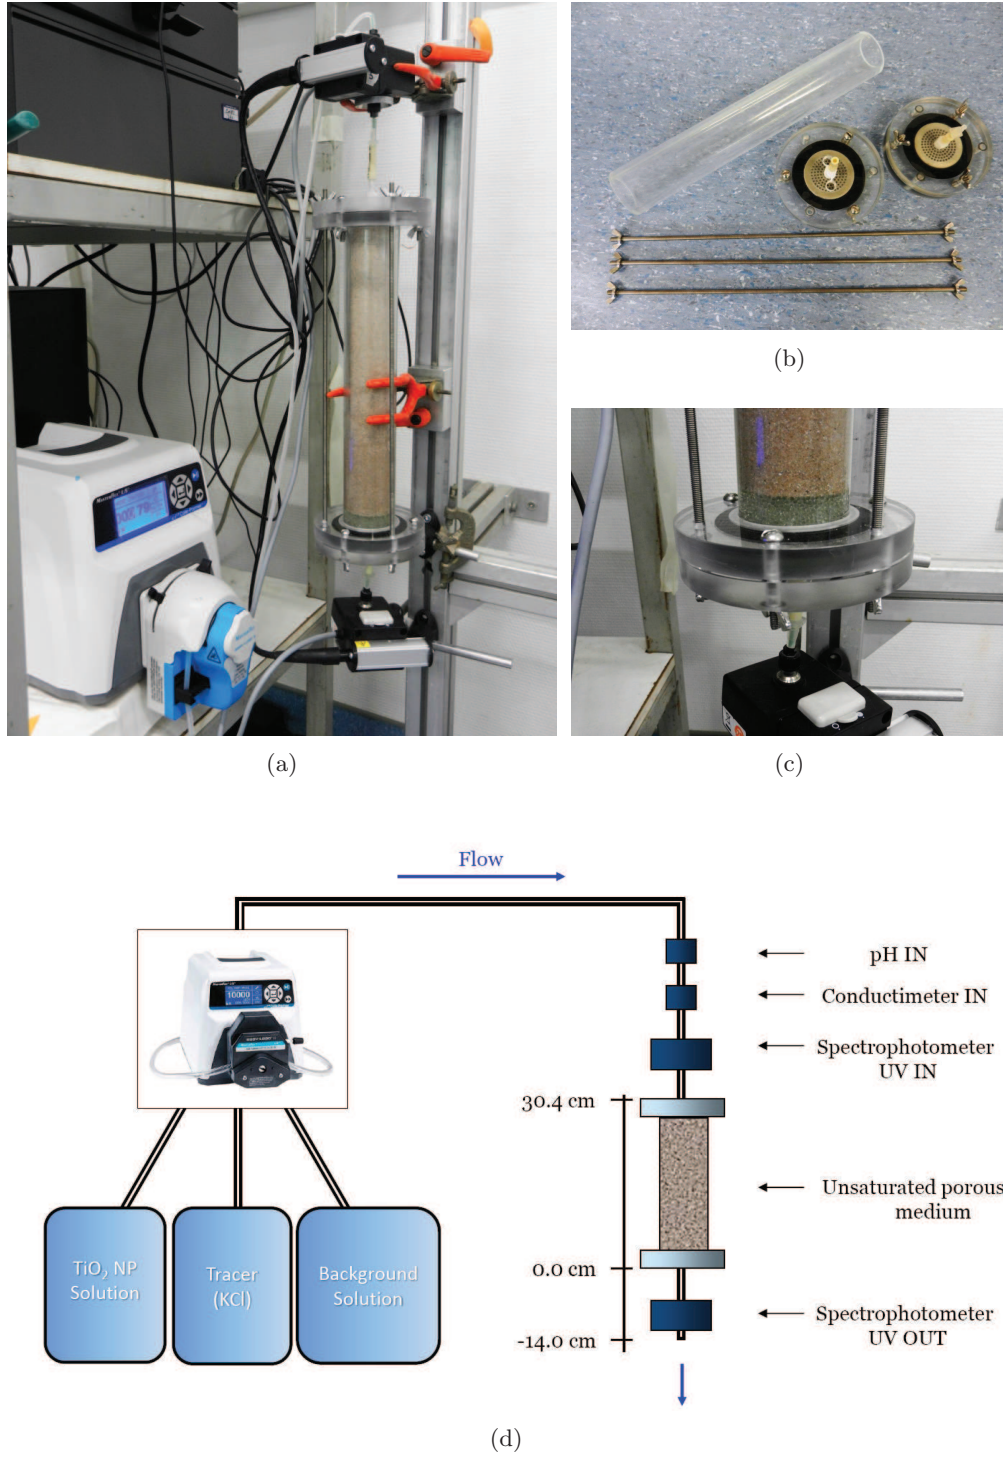 (a)
(b)
(c)
Flow
pH IN
Conductimeter IN
Spectrophotometer
UV IN
30.4 cm
Unsaturated porous
medium
0.0 cm
Spectrophotometer
UV OUT
-14.0 cm
TiO₂ NP
Solution
Tracer
(KCl)
Background
Solution
(d)